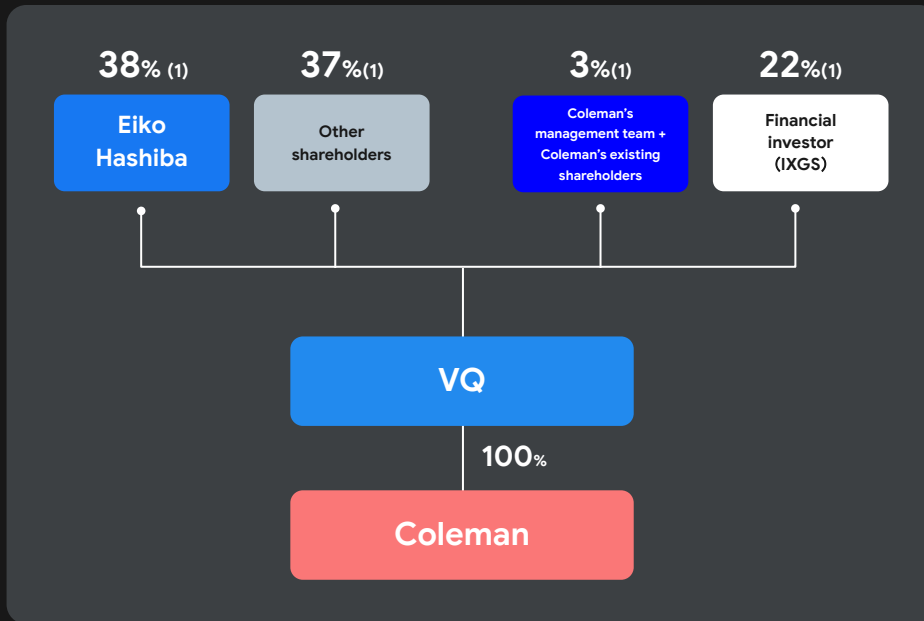 38% (1)
37%(1)
3%(1)
22%(1)
Eiko
Hashiba
Other
shareholders
Coleman's
management team +
Coleman's existing
shareholders
Financial
investor
(IXGS)
VQ
100%
Coleman